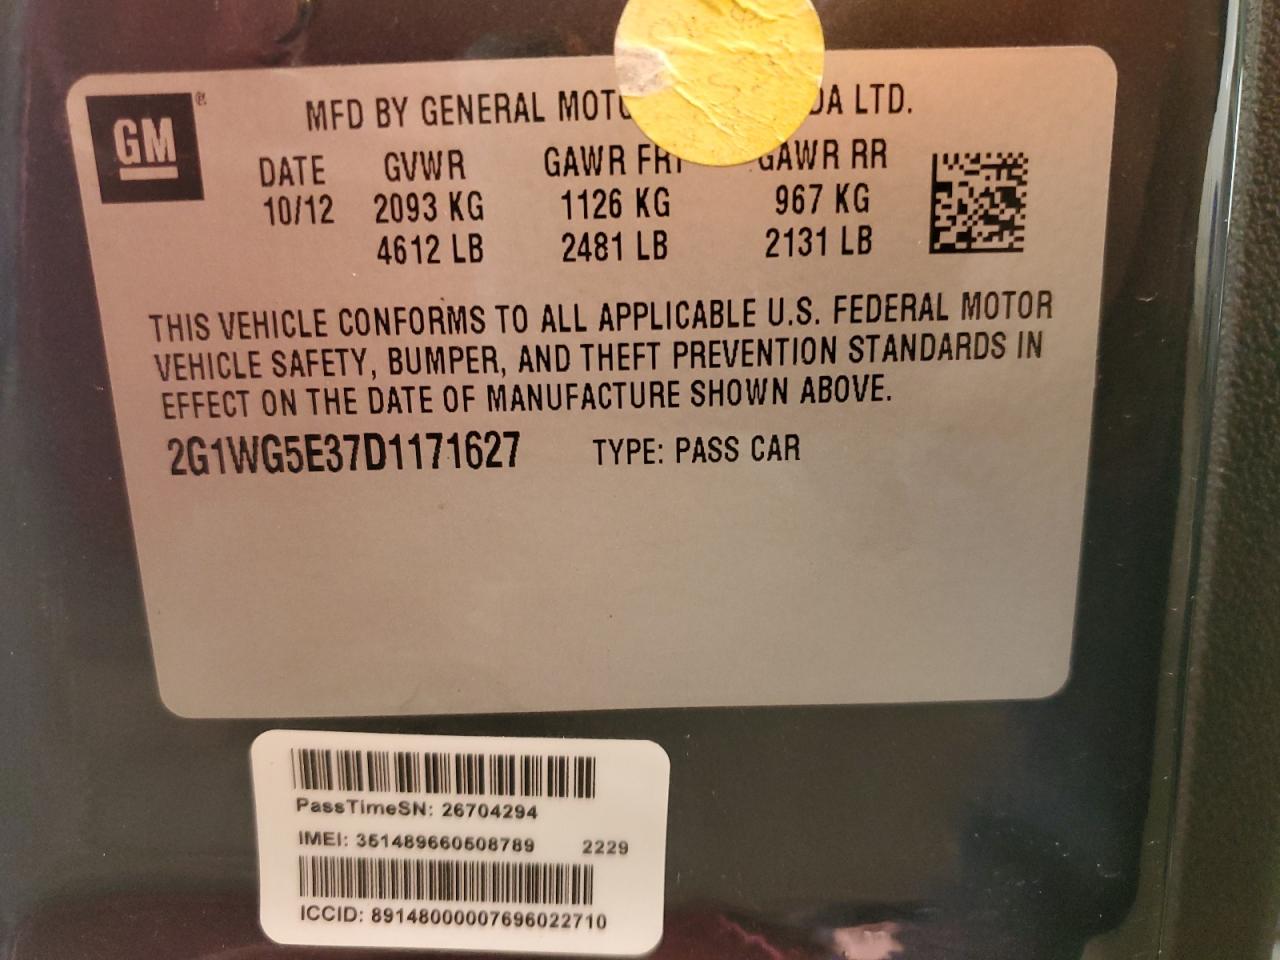 GM ®
MFD BY GENERAL DA LTD.
DATE GVWR GAWR FRT GAWR RR
10/12 2093 KG 1126 KG 967 KG
4612 LB 2481 LB 2131 LB
THIS VEHICLE CONFORMS TO ALL APPLICABLE U.S. FEDERAL MOTOR
VEHICLE SAFETY, BUMPER, AND THEFT PREVENTION STANDARDS IN
EFFECT ON THE DATE OF MANUFACTURE SHOWN ABOVE.
2G1WG5E37D1171627 TYPE: PASS CAR
PassTimeSN: 26704294
IMEI: 351489660508789 2229
ICCID: 89148000007696022710